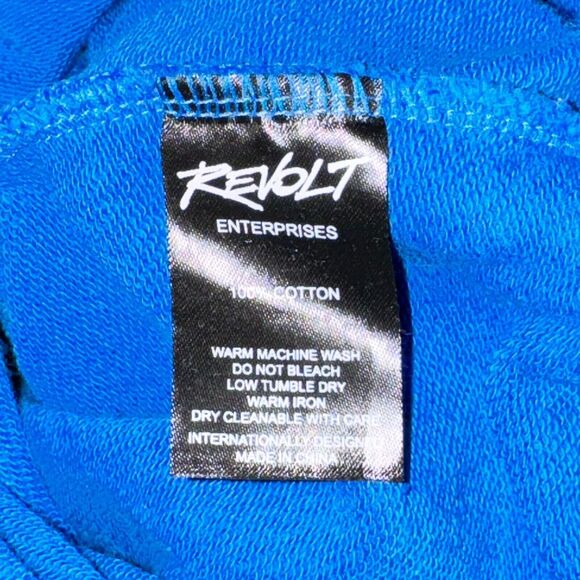 REVOLT
ENTERPRISES
100% COTTON
WARM MACHINE WASH
DO NOT BLEACH
LOW TUMBLE DRY
WARM IRON
DRY CLEANABLE WITH CARE
INTERNATIONALLY DESIGNED
MADE IN CHINA